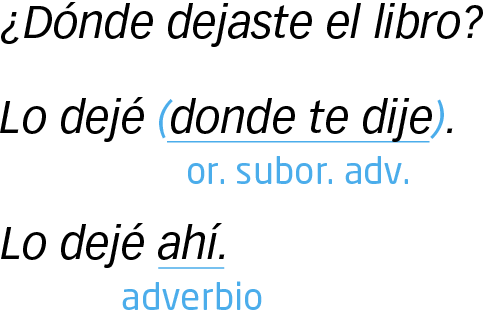 ¿Dónde dejaste el libro?
Lo dejé (donde te dije).
or. subor. adv.
Lo dejé ahí.
adverbio